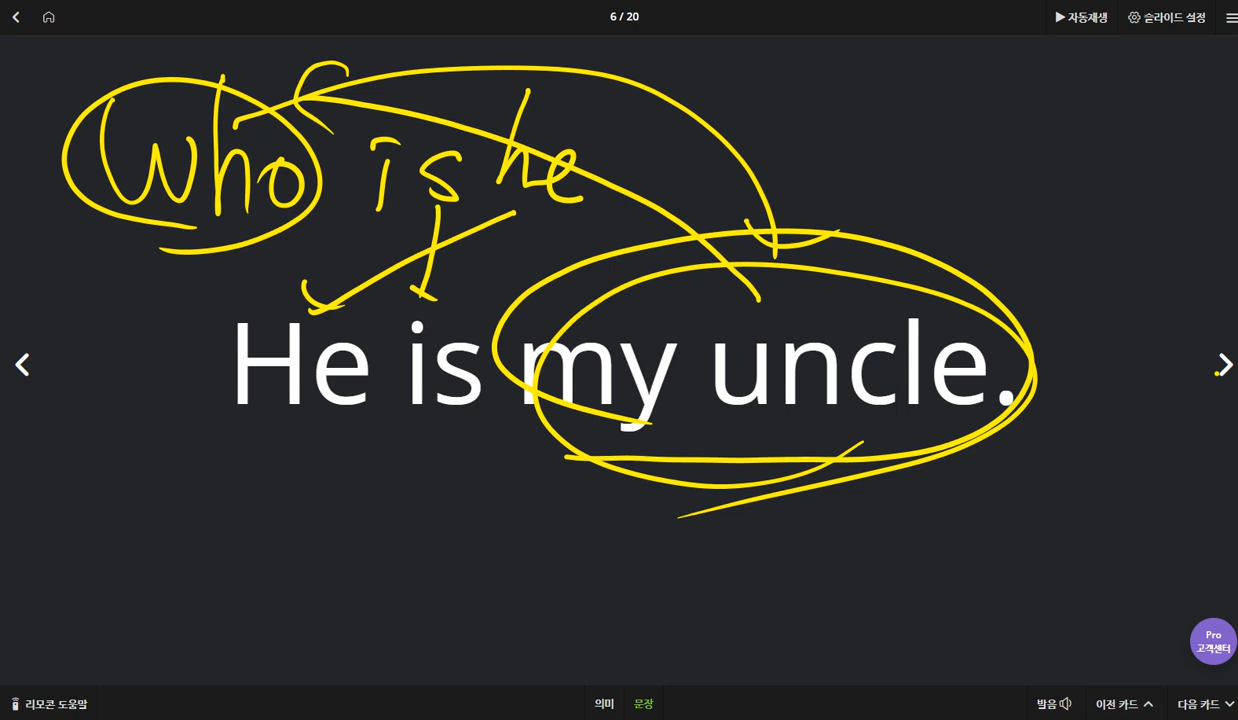 6 / 20
자동재생
슬라이드 설정
Who is he
He is my uncle.
Pro
고객센터
리모콘 도움말
의미
문장
발음
이전 카드
다음 카드